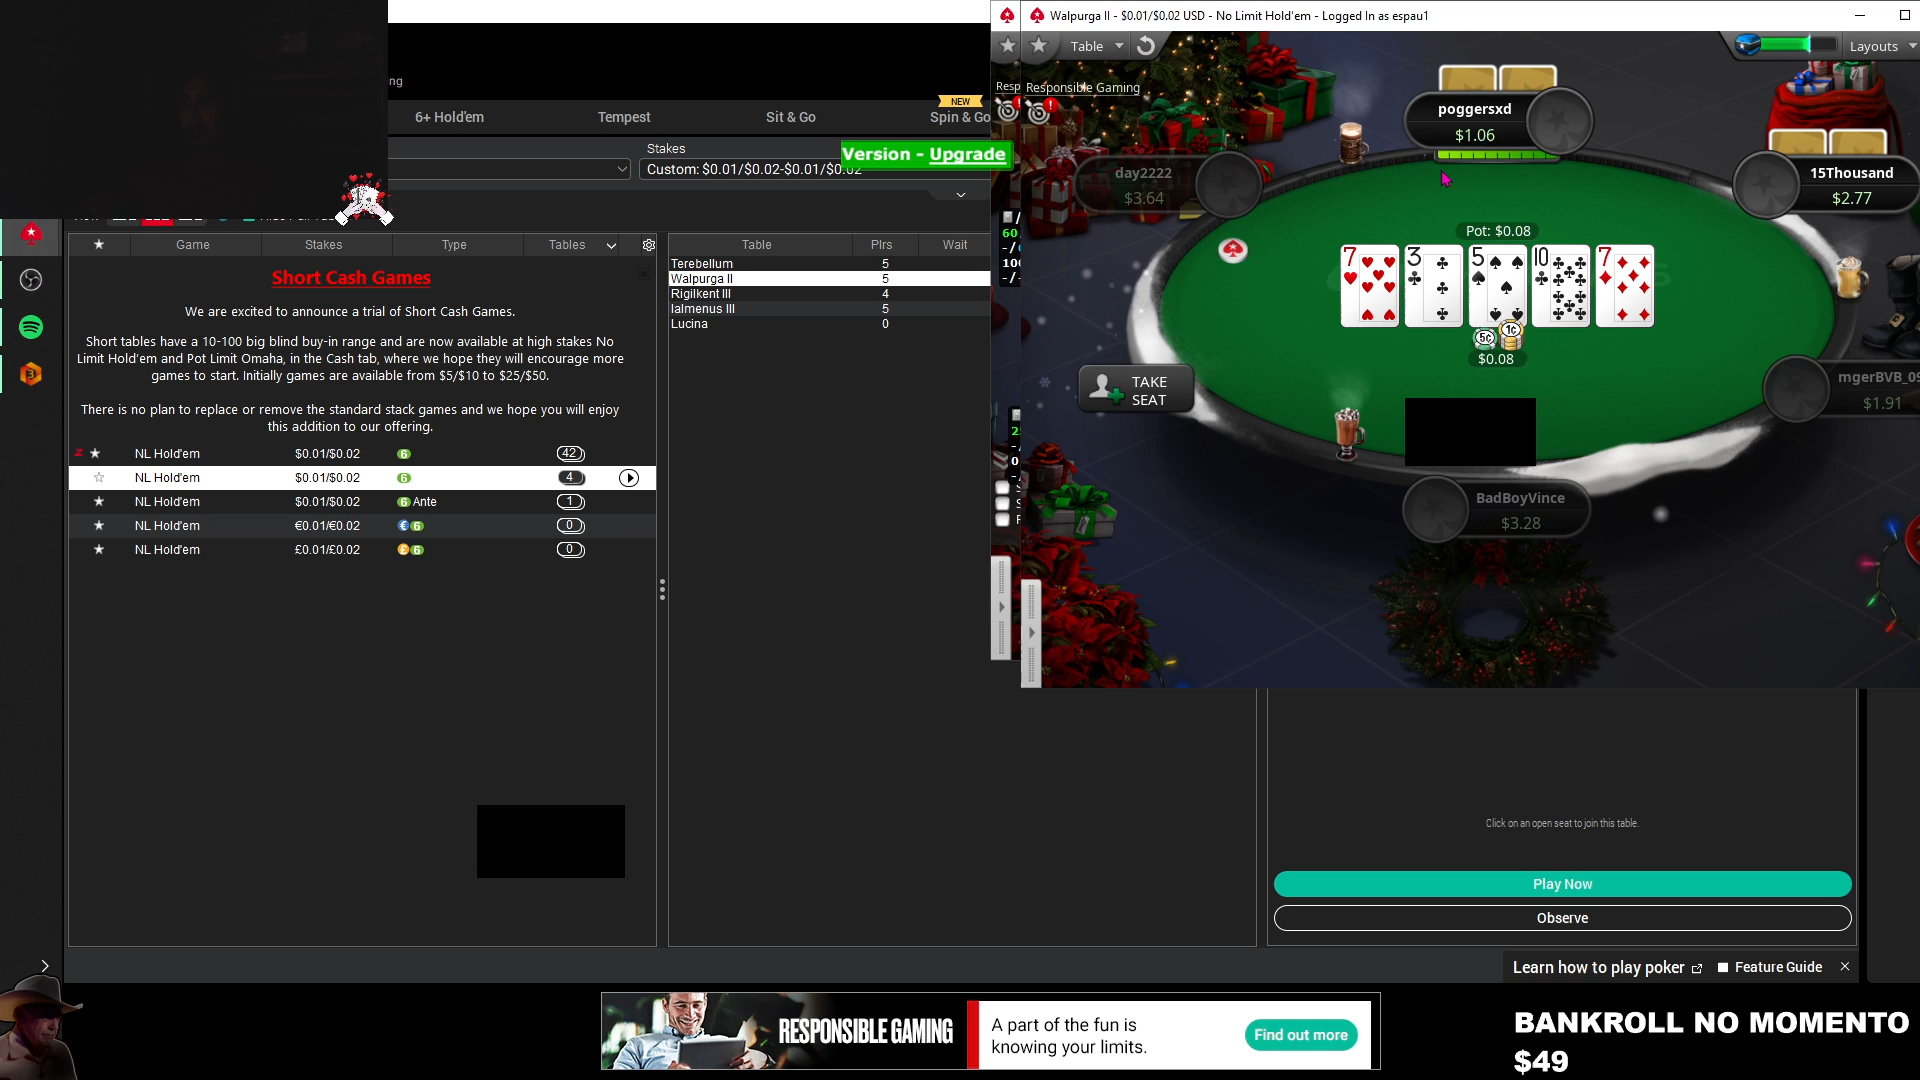 Walpurga II - $0.01/$0.02 USD - No Limit Hold'em - Logged In as espau1
Table
Layouts
Resp
Responsible Gaming
ng
6+ Hold'em
Tempest
Sit & Go
NEW
Spin & Go
Stakes
Custom: $0.01/$0.02-$0.01/$0.02
Version - Upgrade
Game
Stakes
Type
Tables
Short Cash Games
We are excited to announce a trial of Short Cash Games.
Short tables have a 10-100 big blind buy-in range and are now available at high stakes No
Limit Hold'em and Pot Limit Omaha, in the Cash tab, where we hope they will encourage more
games to start. Initially games are available from $5/$10 to $25/$50.
There is no plan to replace or remove the standard stack games and we hope you will enjoy
this addition to our offering.
NL Hold'em $0.01/$0.02 6 42
NL Hold'em $0.01/$0.02 6 4
NL Hold'em $0.01/$0.02 6 Ante 1
NL Hold'em €0.01/€0.02 € 6 0
NL Hold'em £0.01/£0.02 £ 6 0
Table Plrs Wait
Terebellum 5
Walpurga II 5
Rigilkent III 4
Ialmenus III 5
Lucina 0
poggersxd
$1.06
day2222
$3.64
15Thousand
$2.77
Pot: $0.08
7 3 5 10 7
5¢ 1¢
$0.08
TAKE
SEAT
mgerBVB_09
$1.91
BadBoyVince
$3.28
Click on an open seat to join this table.
Play Now
Observe
Learn how to play poker
Feature Guide
RESPONSIBLE GAMING
A part of the fun is
knowing your limits.
Find out more
BANKROLL NO MOMENTO
$49